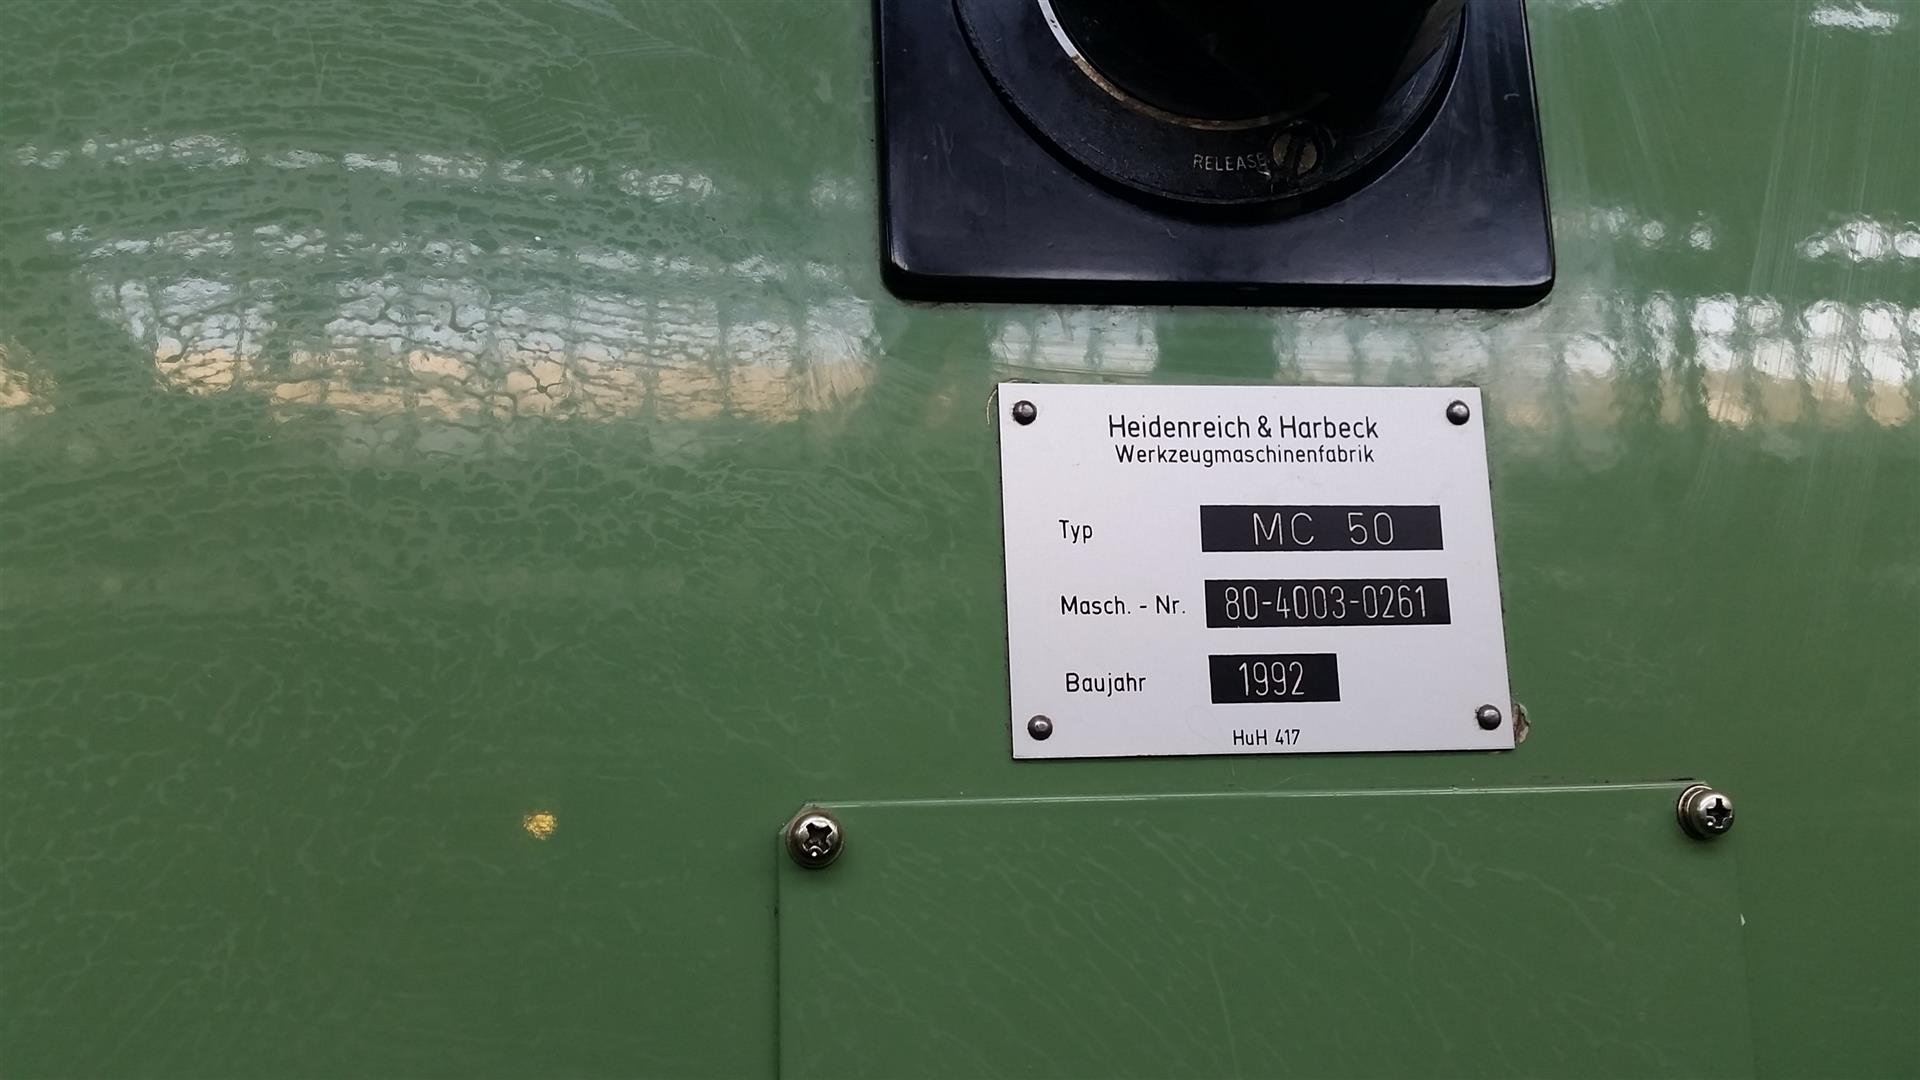 RELEASE
Heidenreich & Harbeck
Werkzeugmaschinenfabrik
Typ MC 50
Masch. - Nr. 80-4003-0261
Baujahr 1992
HuH 417